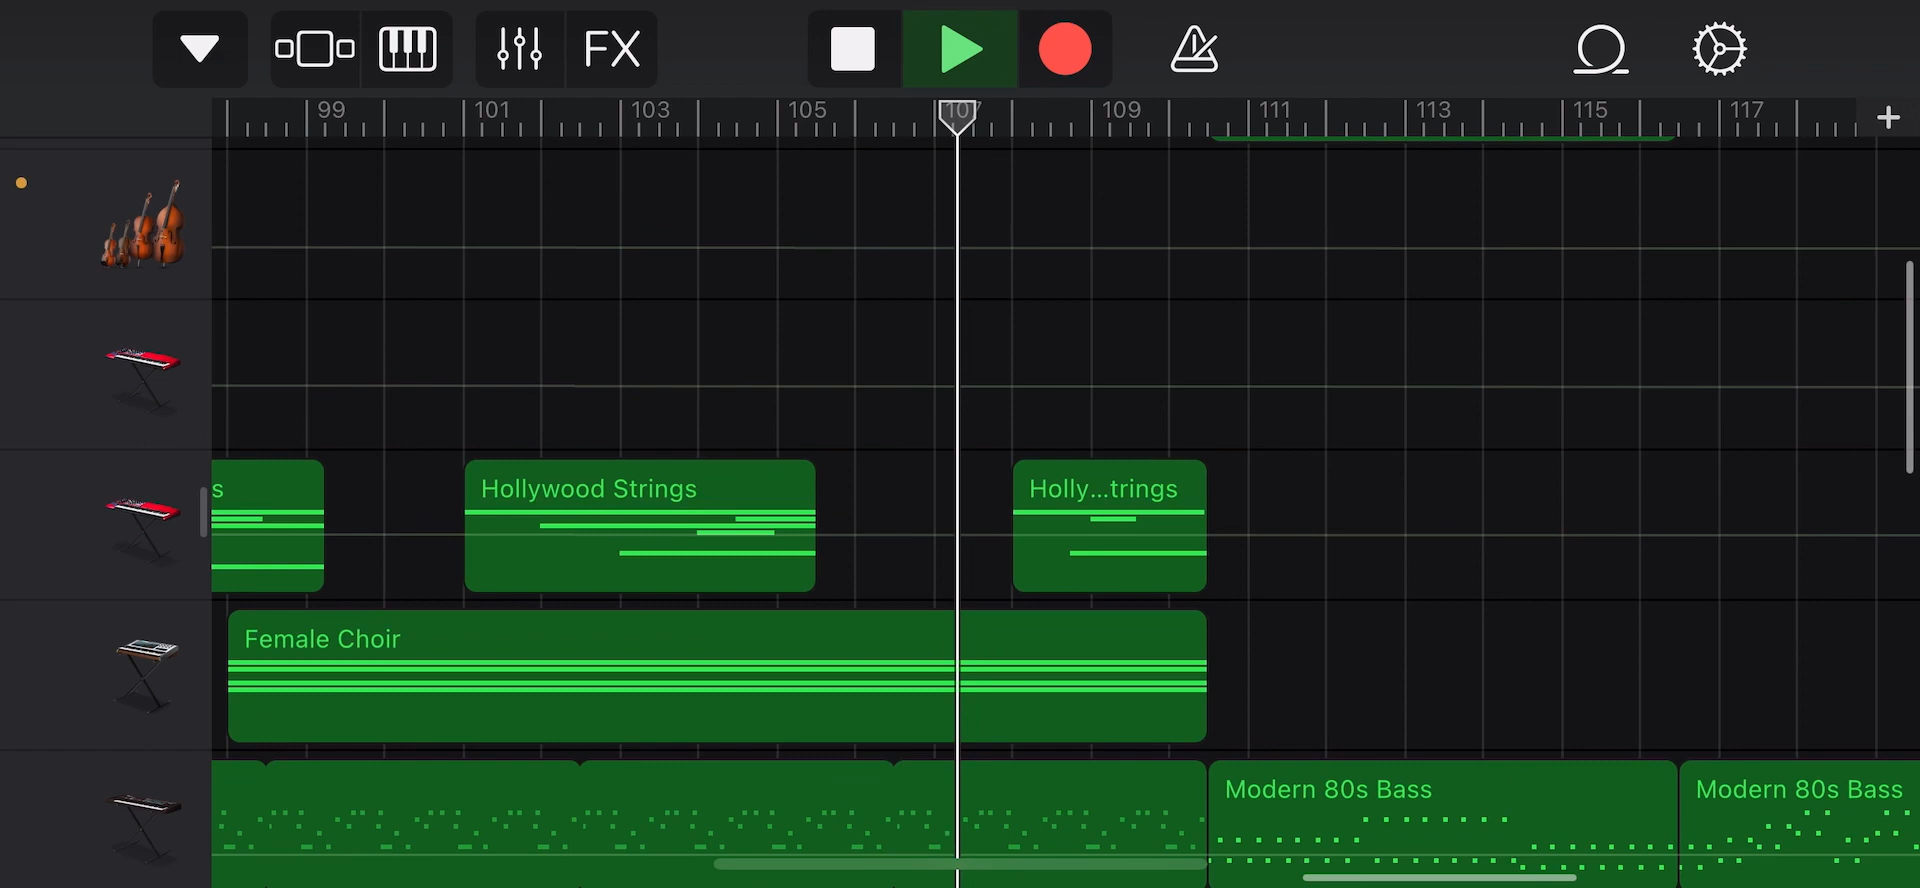 FX
99 101 103 105 107 109 111 113 115 117
s
Hollywood Strings
Holly...trings
Female Choir
Modern 80s Bass
Modern 80s Bass